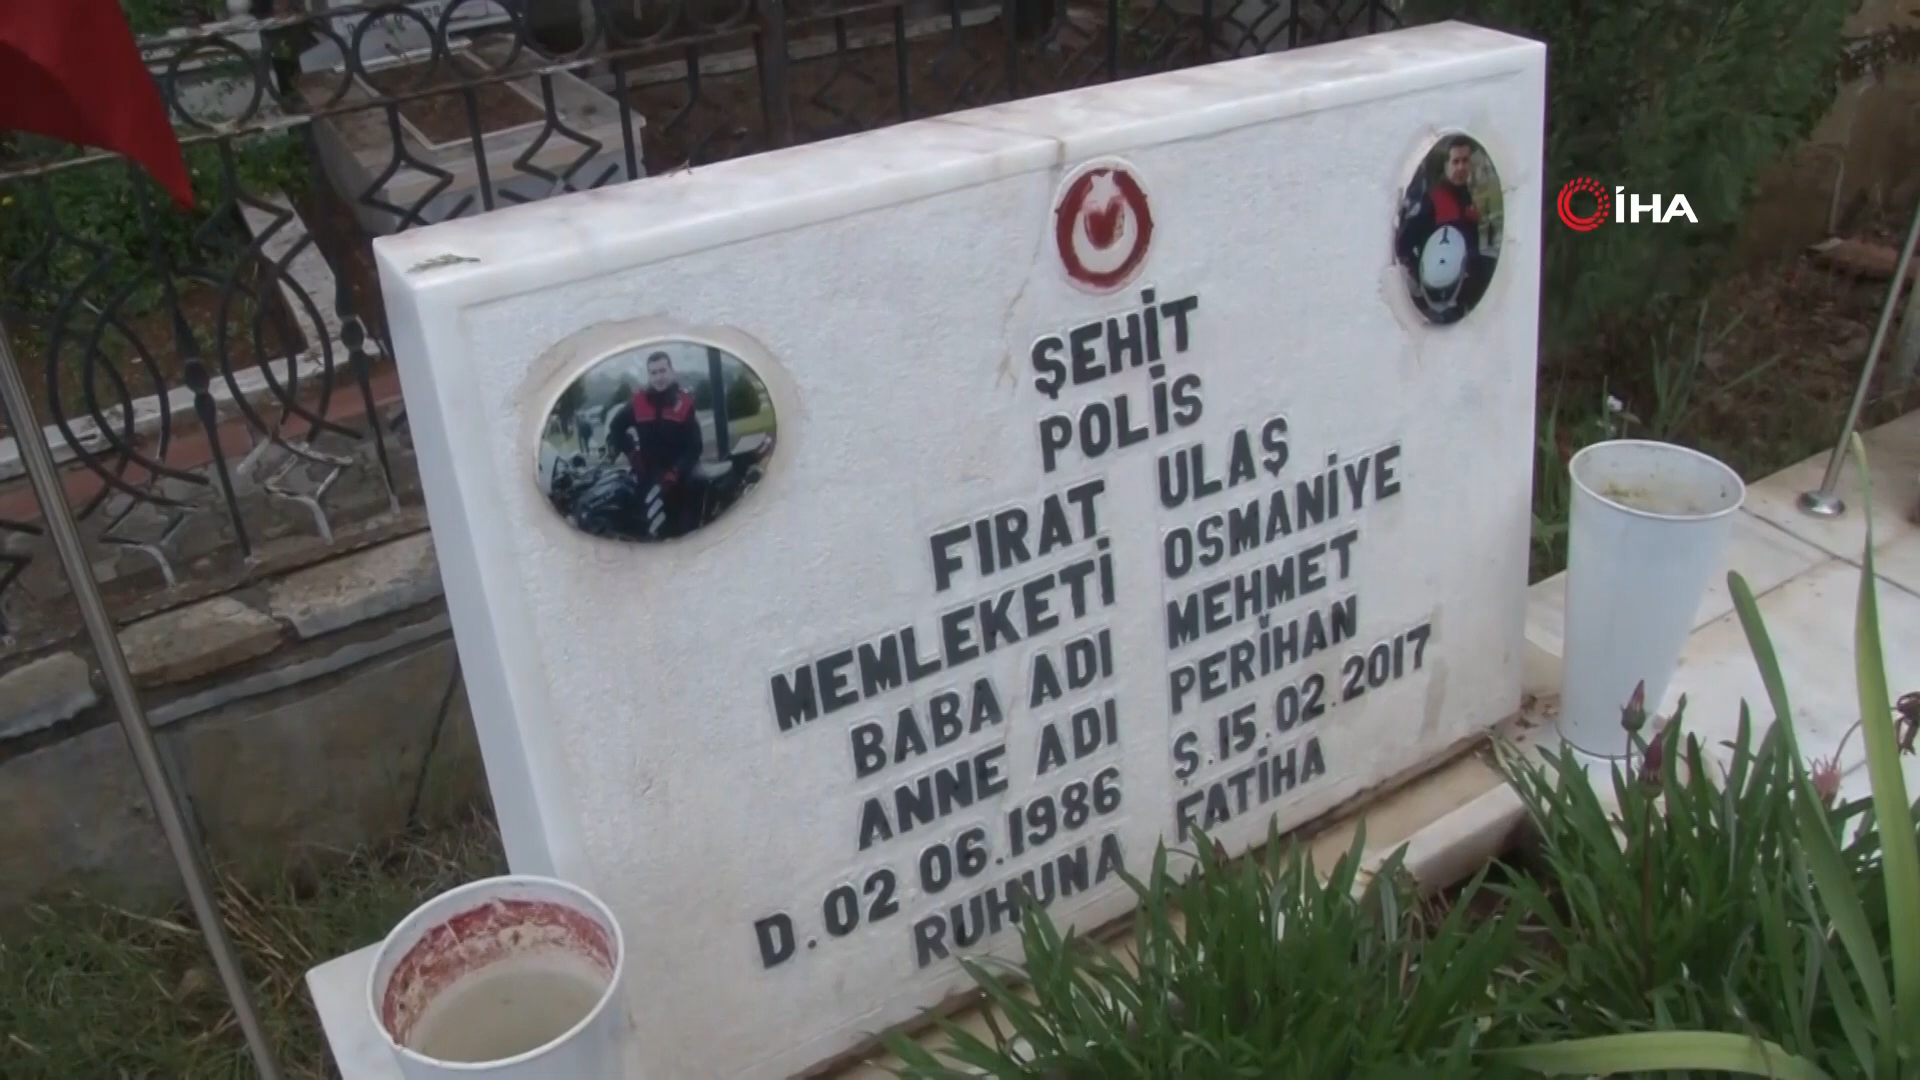 ŞEHİT
POLİS
FIRAT ULAŞ
MEMLEKETİ OSMANİYE
BABA ADI MEHMET
ANNE ADI PERİHAN
D.02.06.1986 Ş.15.02.2017
RUHUNA FATİHA
İHA